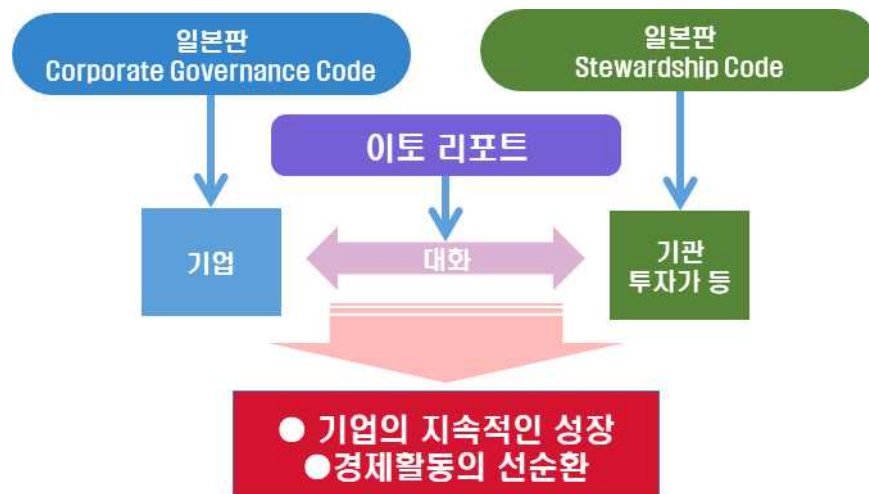 일본판
Corporate Governance Code
일본판
Stewardship Code
이토 리포트
기업
대화
기관
투자가 등
● 기업의 지속적인 성장
●경제활동의 선순환